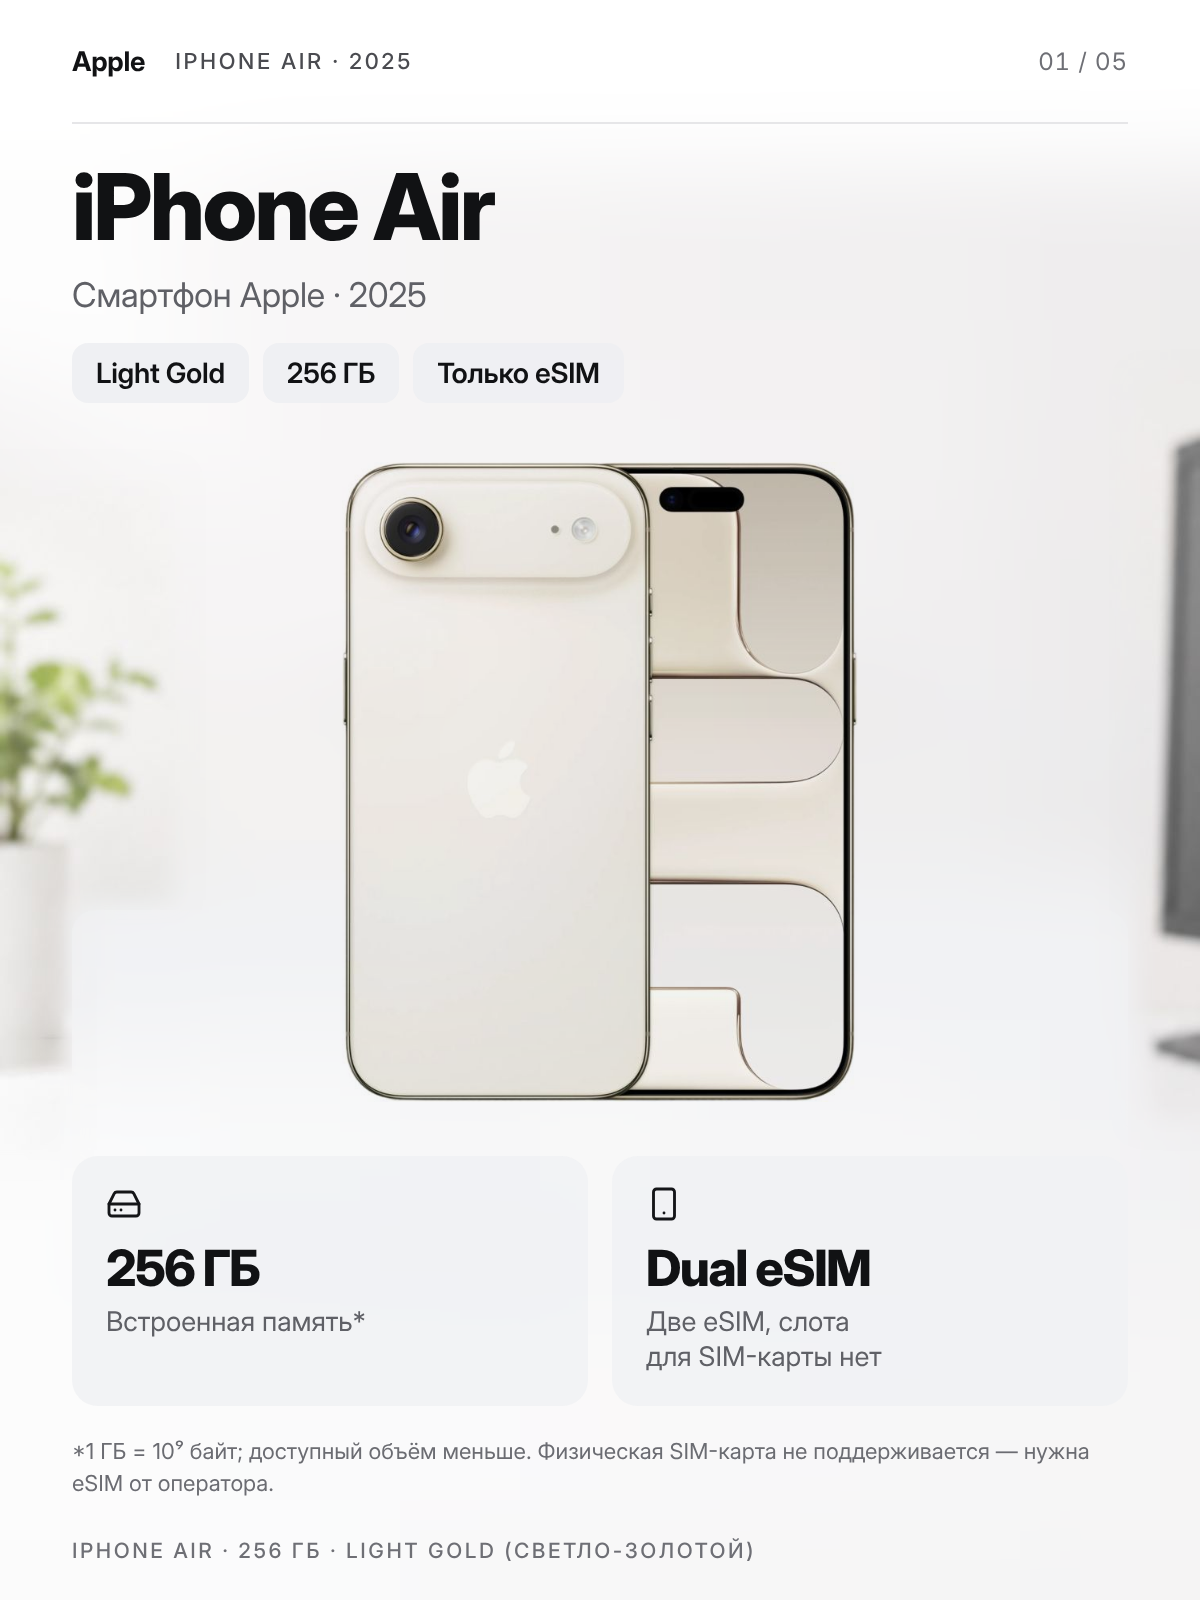 Apple IPHONE AIR · 2025 01 / 05
iPhone Air
Смартфон Apple · 2025
Light Gold 256 ГБ Только eSIM
256 ГБ
Встроенная память*
Dual eSIM
Две eSIM, слота
для SIM-карты нет
*1 ГБ = 10⁹ байт; доступный объём меньше. Физическая SIM-карта не поддерживается — нужна
eSIM от оператора.
IPHONE AIR · 256 ГБ · LIGHT GOLD (СВЕТЛО-ЗОЛОТОЙ)